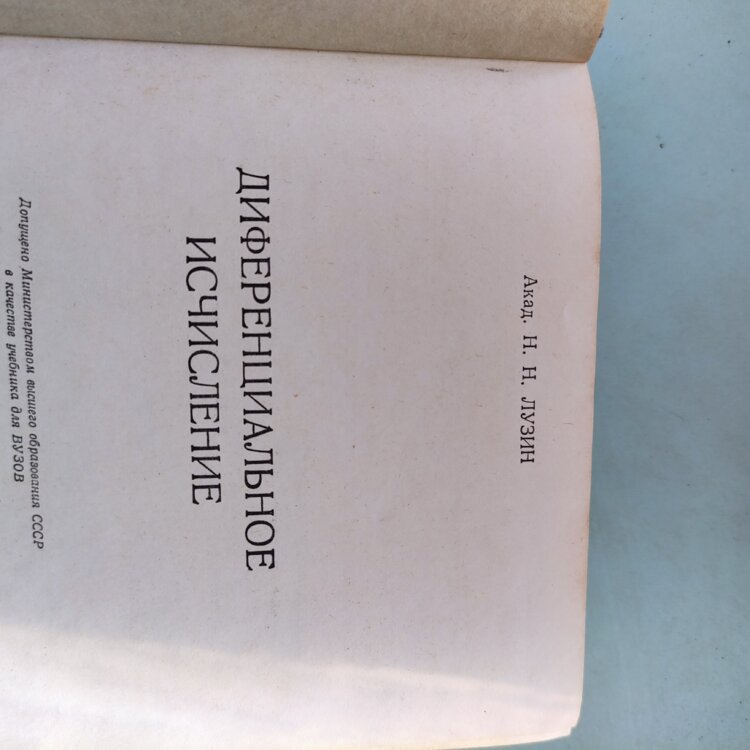 Акад. Н. Н. ЛУЗИН
ДИФЕРЕНЦИАЛЬНОЕ
ИСЧИСЛЕНИЕ
Допущено Министерством высшего образования СССР
в качестве учебника для ВУЗОВ